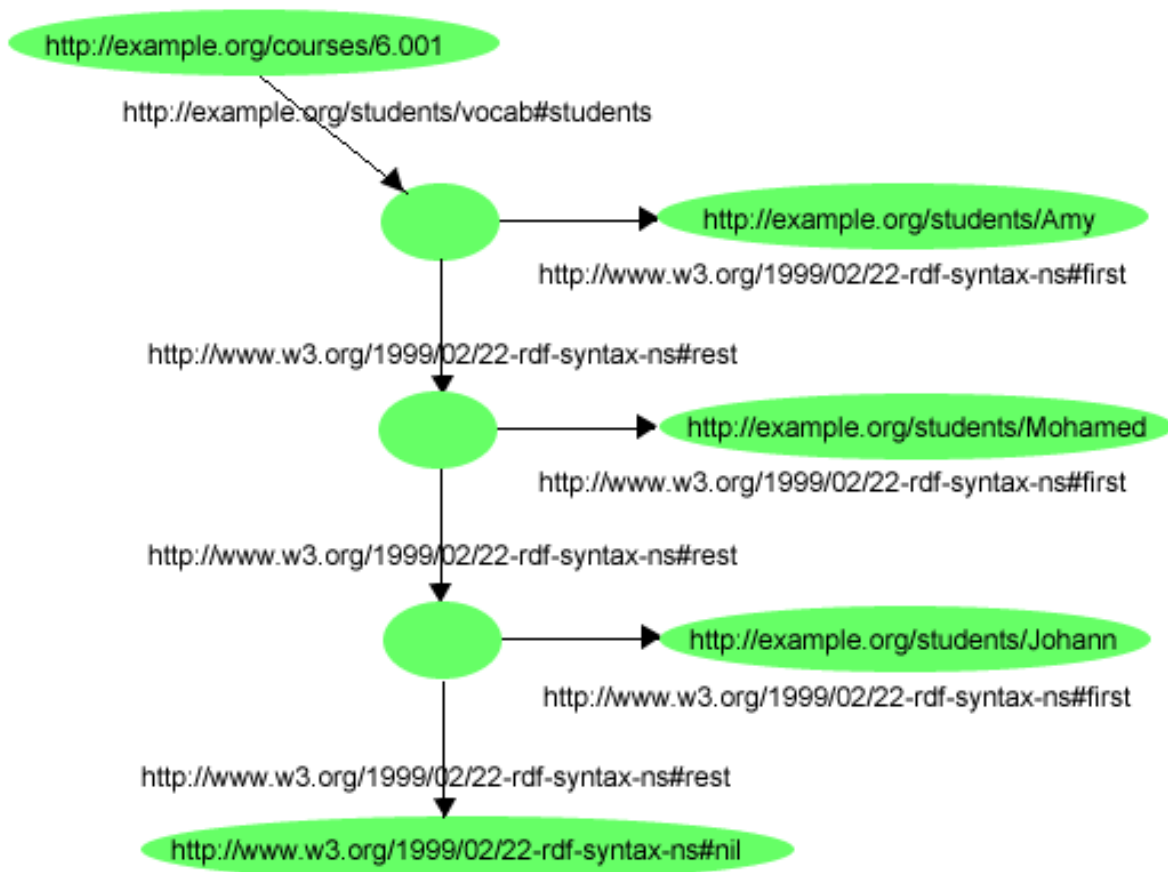 http://example.org/courses/6.001
http://example.org/students/vocab#students
http://example.org/students/Amy
http://www.w3.org/1999/02/22-rdf-syntax-ns#first
http://www.w3.org/1999/02/22-rdf-syntax-ns#rest
http://example.org/students/Mohamed
http://www.w3.org/1999/02/22-rdf-syntax-ns#first
http://www.w3.org/1999/02/22-rdf-syntax-ns#rest
http://example.org/students/Johann
http://www.w3.org/1999/02/22-rdf-syntax-ns#first
http://www.w3.org/1999/02/22-rdf-syntax-ns#rest
http://www.w3.org/1999/02/22-rdf-syntax-ns#nil